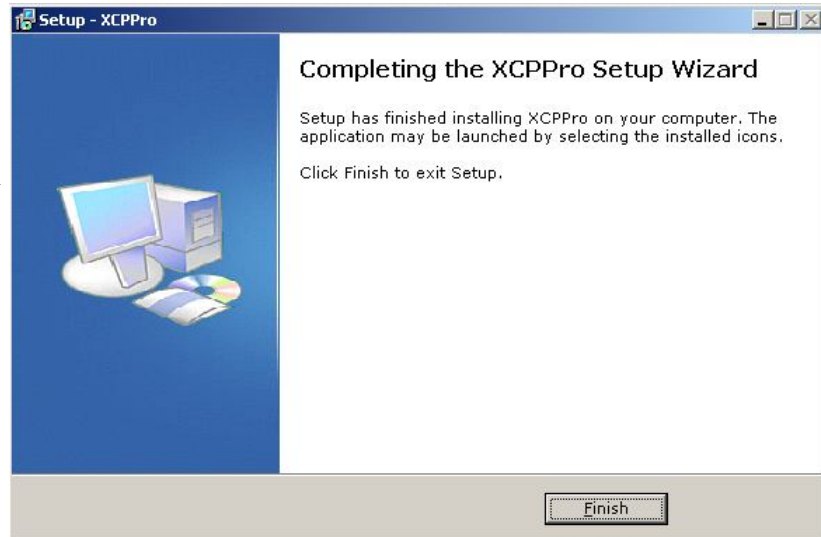 Setup - XCPPro
Completing the XCPPro Setup Wizard
Setup has finished installing XCPPro on your computer. The
application may be launched by selecting the installed icons.
Click Finish to exit Setup.
Finish